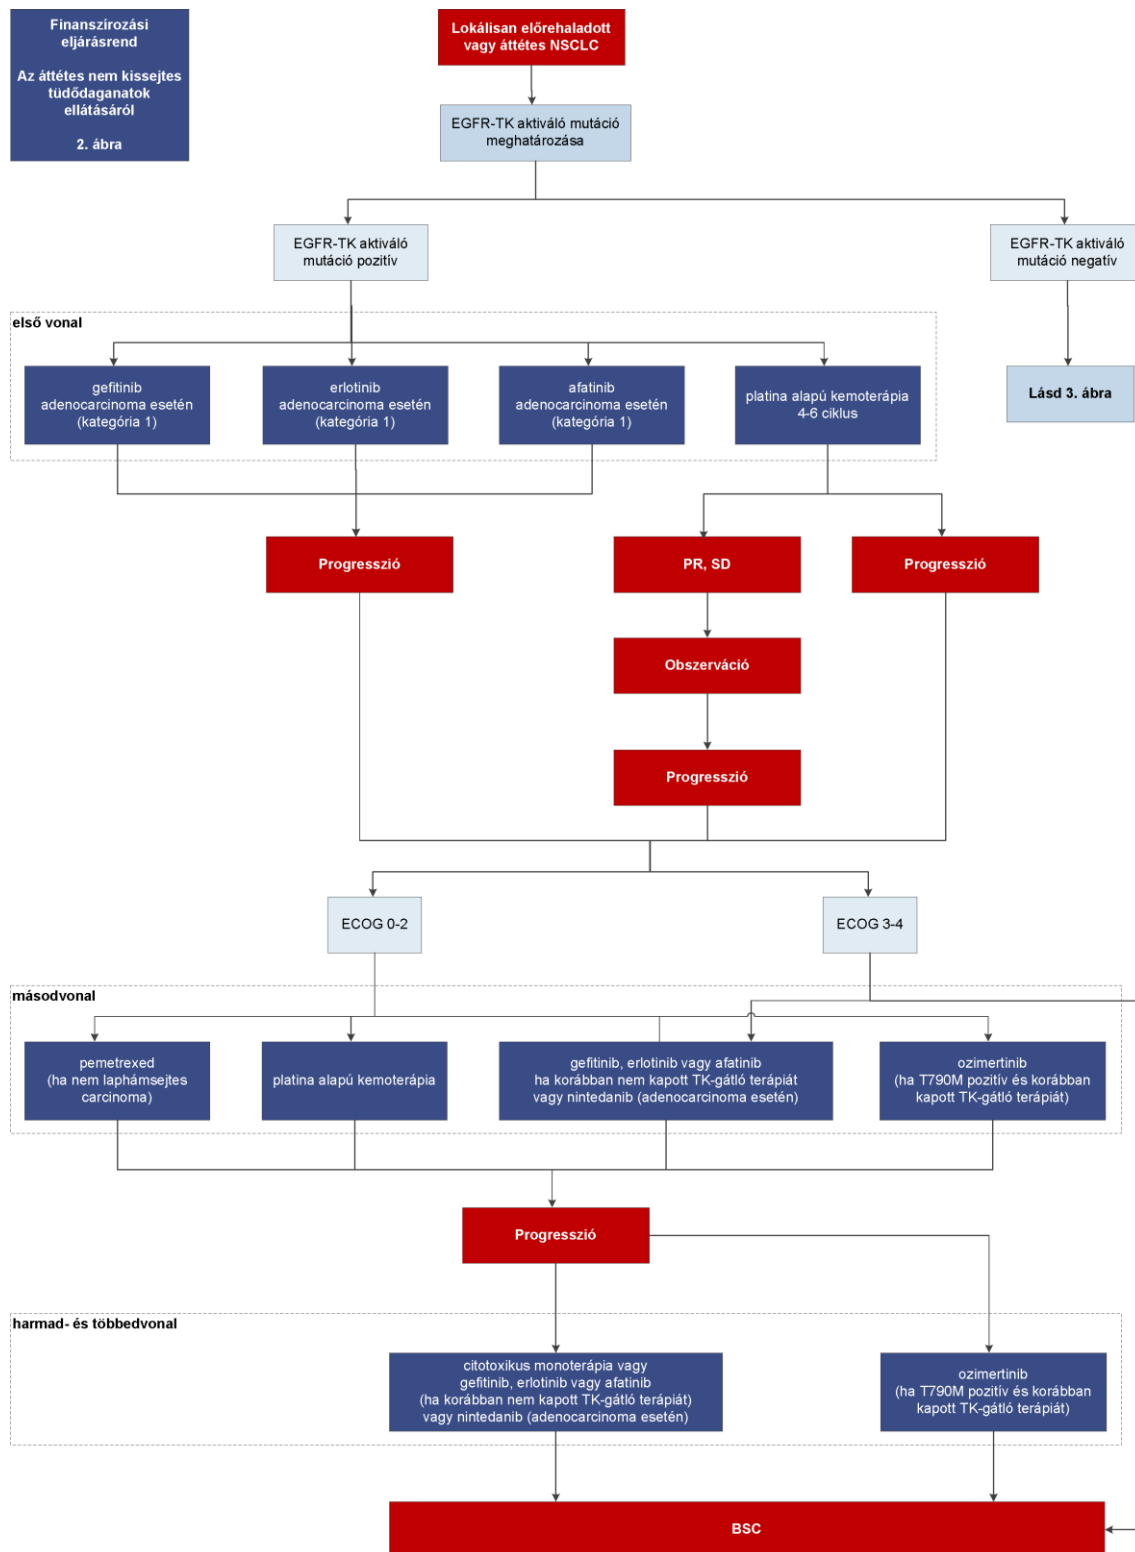 Finanszírozási
eljárásrend
Az áttétes nem kissejtes
tüdődaganatok
ellátásáról
2. ábra
Lokálisan előrehaladott
vagy áttétes NSCLC
EGFR-TK aktiváló mutáció
meghatározása
EGFR-TK aktiváló
mutáció pozitív
EGFR-TK aktiváló
mutáció negatív
első vonal
gefitinib
adenocarcinoma esetén
(kategória 1)
erlotinib
adenocarcinoma esetén
(kategória 1)
afatinib
adenocarcinoma esetén
(kategória 1)
platina alapú kemoterápia
4-6 ciklus
Lásd 3. ábra
Progresszió
PR, SD
Progresszió
Obszerváció
Progresszió
ECOG 0-2
ECOG 3-4
másodvonal
pemetrexed
(ha nem laphámsejtes
carcinoma)
platina alapú kemoterápia
gefitinib, erlotinib vagy afatinib
ha korábban nem kapott TK-gátló terápiát
vagy nintedanib (adenocarcinoma esetén)
ozimertinib
(ha T790M pozitív és korábban
kapott TK-gátló terápiát)
Progresszió
harmad- és többedvonal
citotoxikus monoterápia vagy
gefitinib, erlotinib vagy afatinib
(ha korábban nem kapott TK-gátló terápiát)
vagy nintedanib (adenocarcinoma esetén)
ozimertinib
(ha T790M pozitív és korábban
kapott TK-gátló terápiát)
BSC